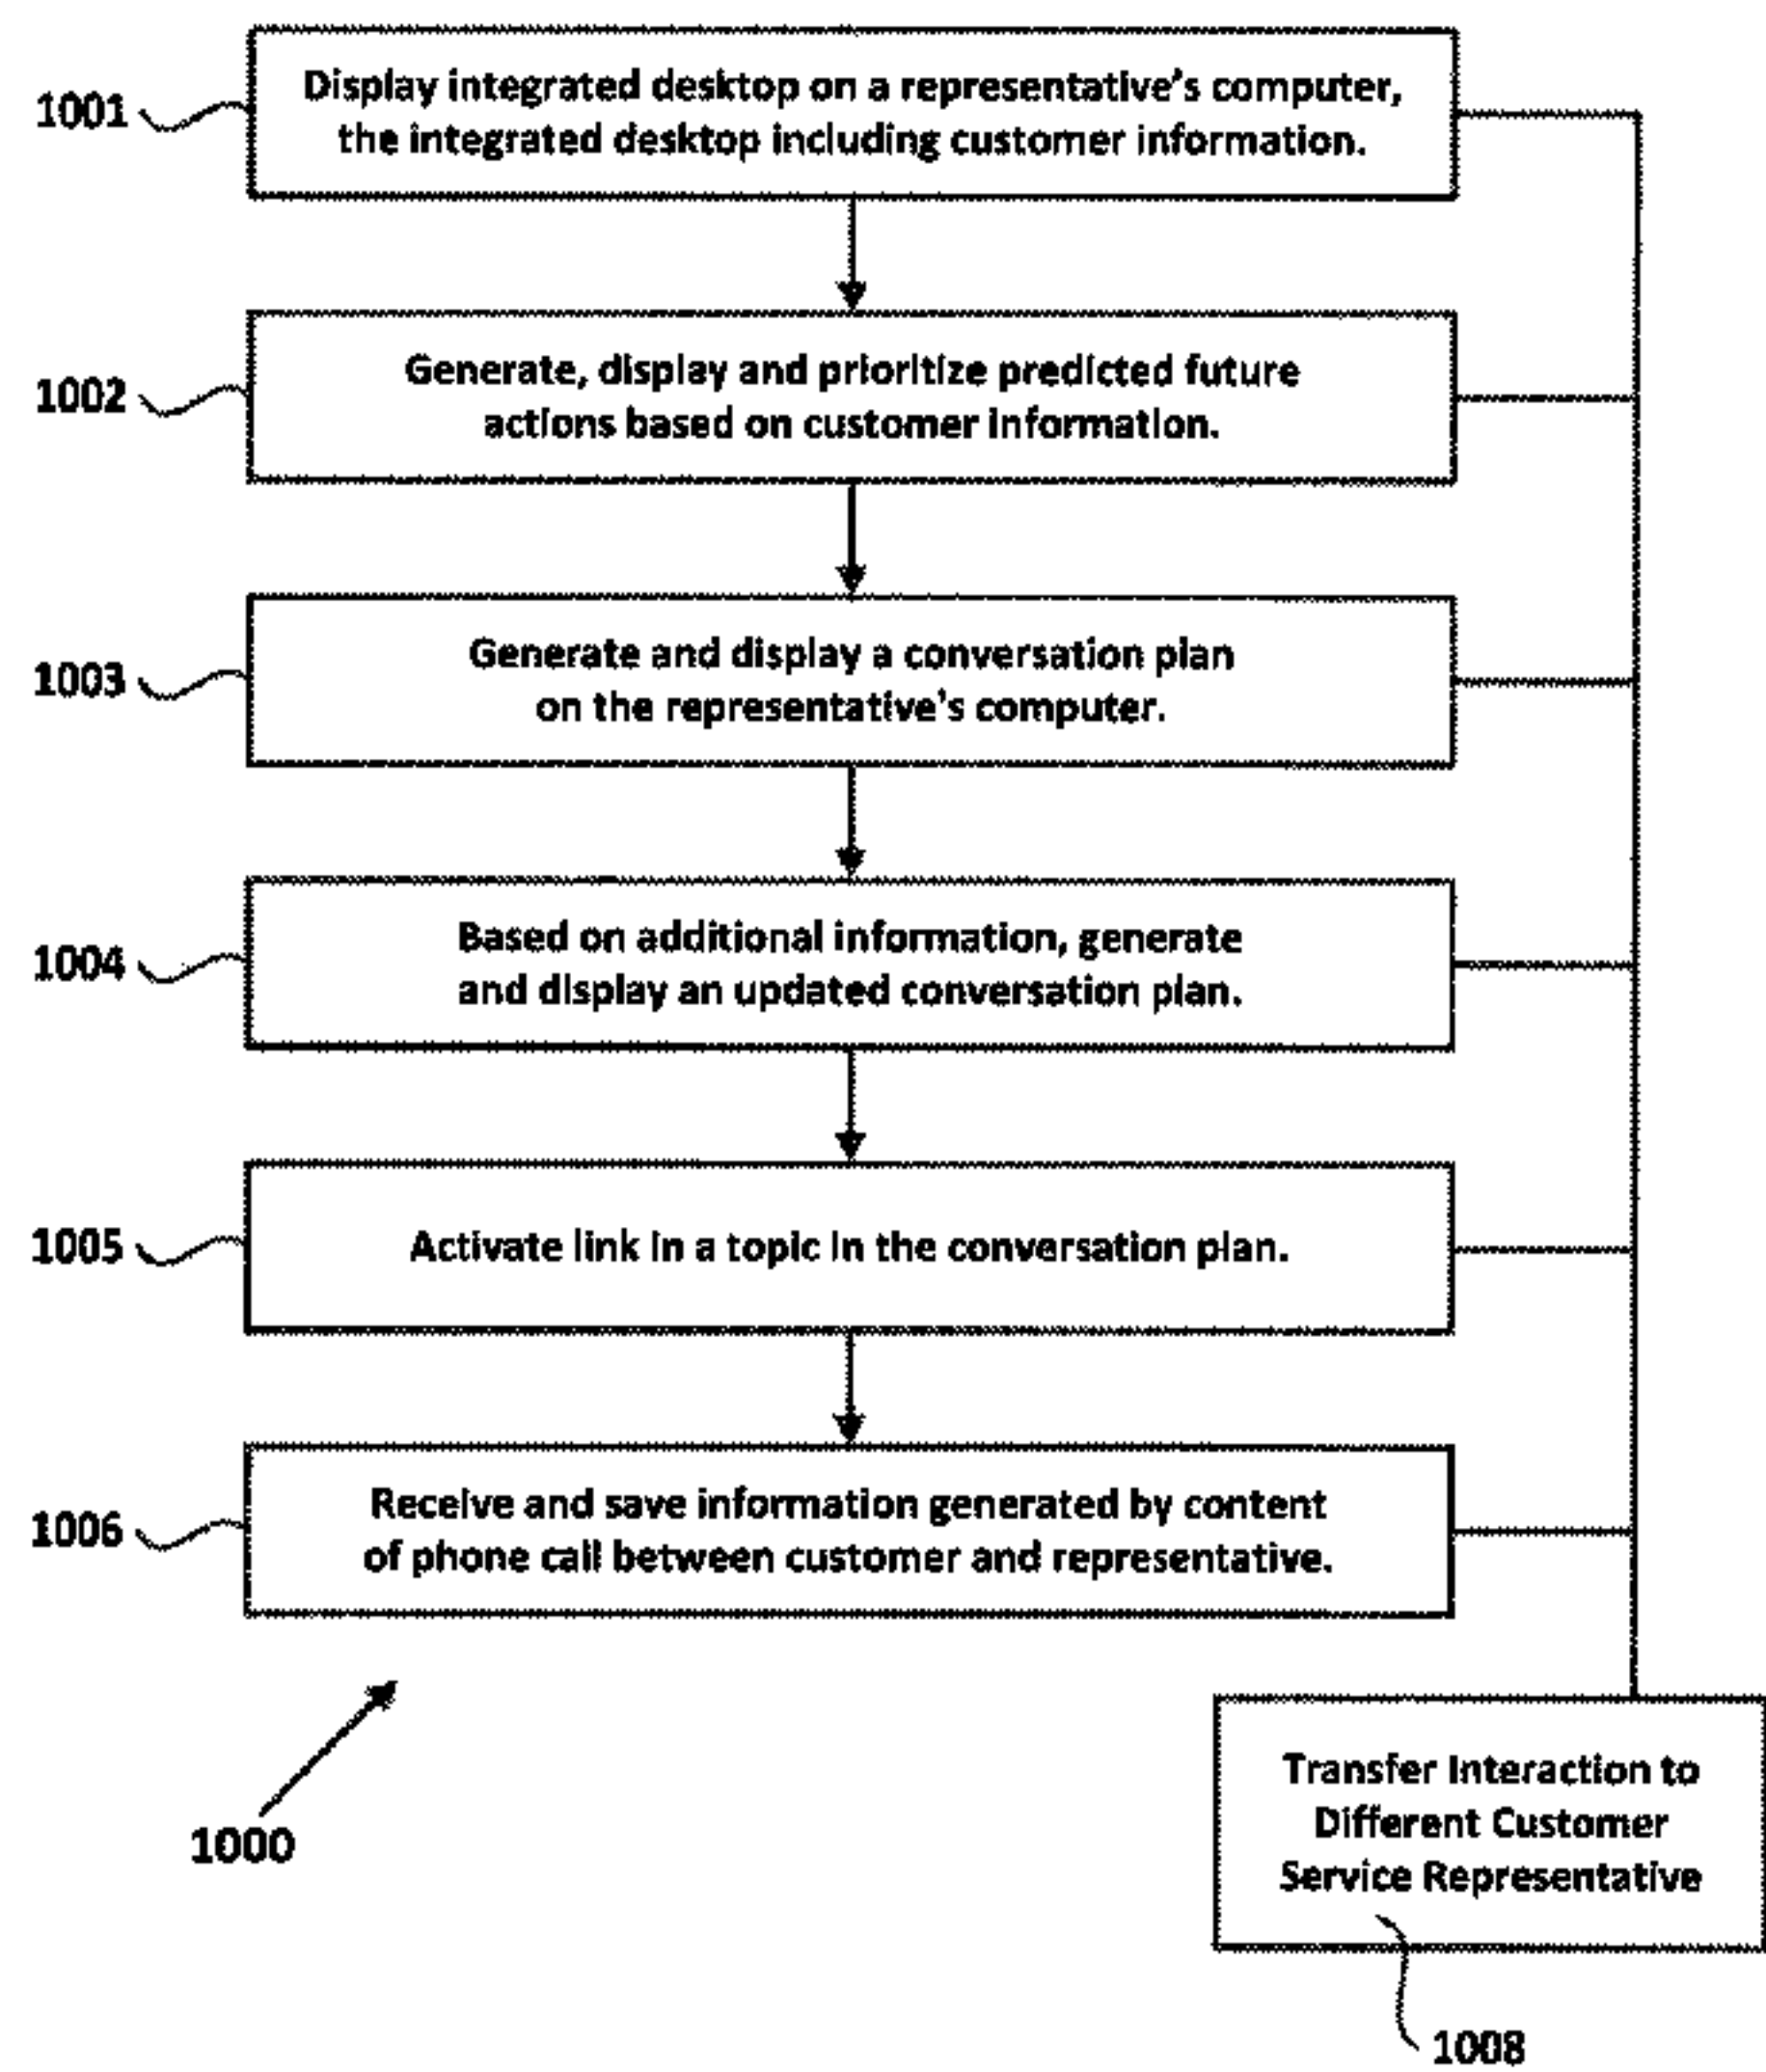 1001
Display integrated desktop on a representative's computer,
the integrated desktop including customer information.
1002
Generate, display and prioritize predicted future
actions based on customer information.
1003
Generate and display a conversation plan
on the representative's computer.
1004
Based on additional information, generate
and display an updated conversation plan.
1005
Activate link in a topic in the conversation plan.
1006
Receive and save information generated by content
of phone call between customer and representative.
1000
Transfer Interaction to
Different Customer
Service Representative
1008